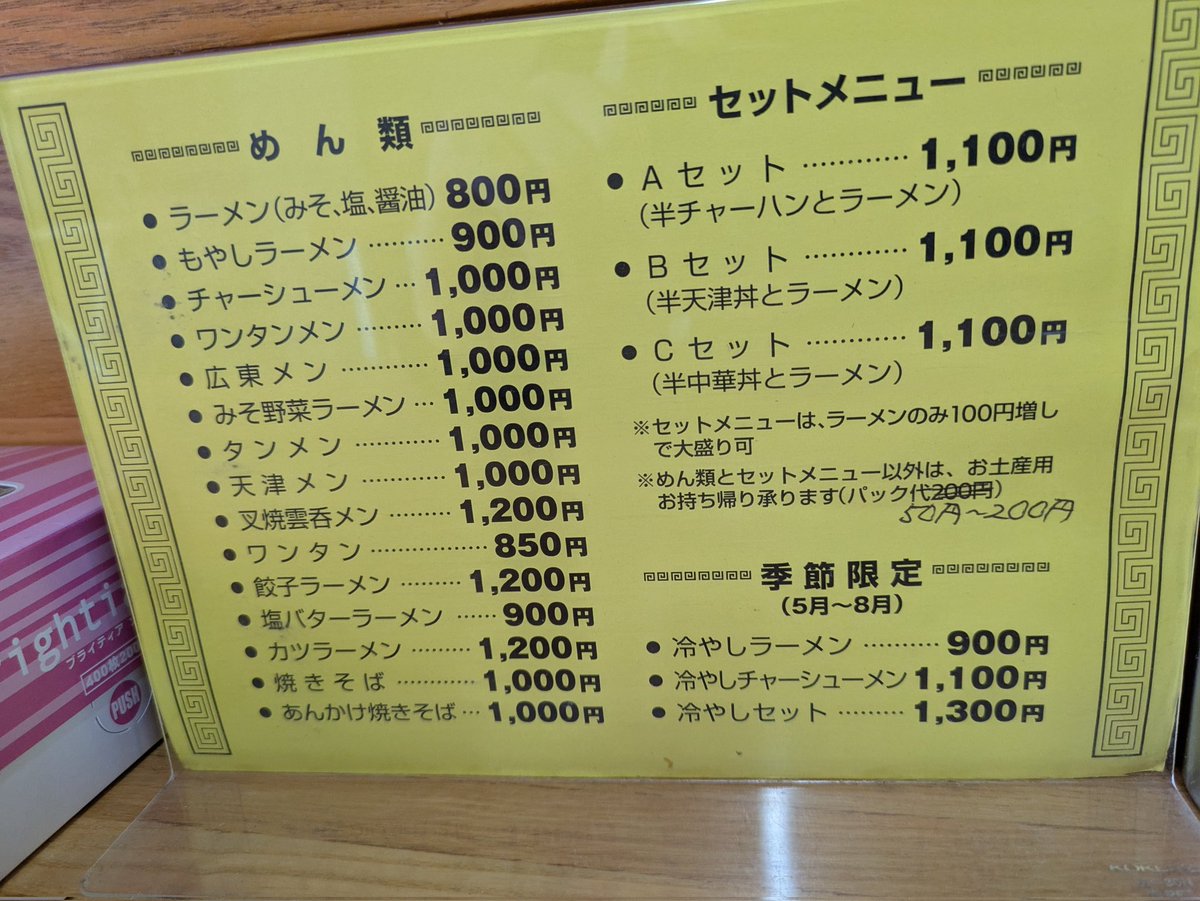 めん類
● ラーメン(みそ、塩、醤油) 800円
● もやしラーメン ………… 900円
● チャーシューメン … 1,000円
● ワンタンメン ……… 1,000円
● 広東メン ………… 1,000円
● みそ野菜ラーメン … 1,000円
● タンメン ………… 1,000円
● 天津メン ………… 1,000円
● 叉焼雲呑メン ……… 1,200円
● ワンタン ……………… 850円
● 餃子ラーメン ……… 1,200円
● 塩バターラーメン …… 900円
● カツラーメン ……… 1,200円
● 焼きそば ………… 1,000円
● あんかけ焼きそば … 1,000円
セットメニュー
● Aセット ………… 1,100円
(半チャーハンとラーメン)
● Bセット ………… 1,100円
(半天津丼とラーメン)
● Cセット ………… 1,100円
(半中華丼とラーメン)
※セットメニューは、ラーメンのみ100円増し
で大盛り可
※めん類とセットメニュー以外は、お土産用
お持ち帰り承ります(パック代200円)
50円〜200円
季節限定
(5月〜8月)
● 冷やしラーメン ……… 900円
● 冷やしチャーシューメン 1,100円
● 冷やしセット ……… 1,300円
ighti
ブライティア
400枚200
PUSH